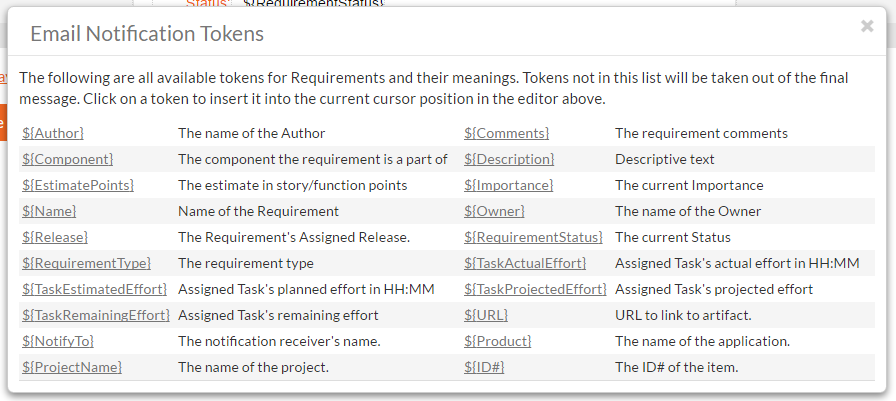 Status: ${RequirementStatus}
Email Notification Tokens
The following are all available tokens for Requirements and their meanings. Tokens not in this list will be taken out of the final
message. Click on a token to insert it into the current cursor position in the editor above.
${Author} The name of the Author ${Comments} The requirement comments
${Component} The component the requirement is a part of ${Description} Descriptive text
${EstimatePoints} The estimate in story/function points ${Importance} The current Importance
${Name} Name of the Requirement ${Owner} The name of the Owner
${Release} The Requirement's Assigned Release. ${RequirementStatus} The current Status
${RequirementType} The requirement type ${TaskActualEffort} Assigned Task's actual effort in HH:MM
${TaskEstimatedEffort} Assigned Task's planned effort in HH:MM ${TaskProjectedEffort} Assigned Task's projected effort
${TaskRemainingEffort} Assigned Task's remaining effort ${URL} URL to link to artifact.
${NotifyTo} The notification receiver's name. ${Product} The name of the application.
${ProjectName} The name of the project. ${ID#} The ID# of the item.